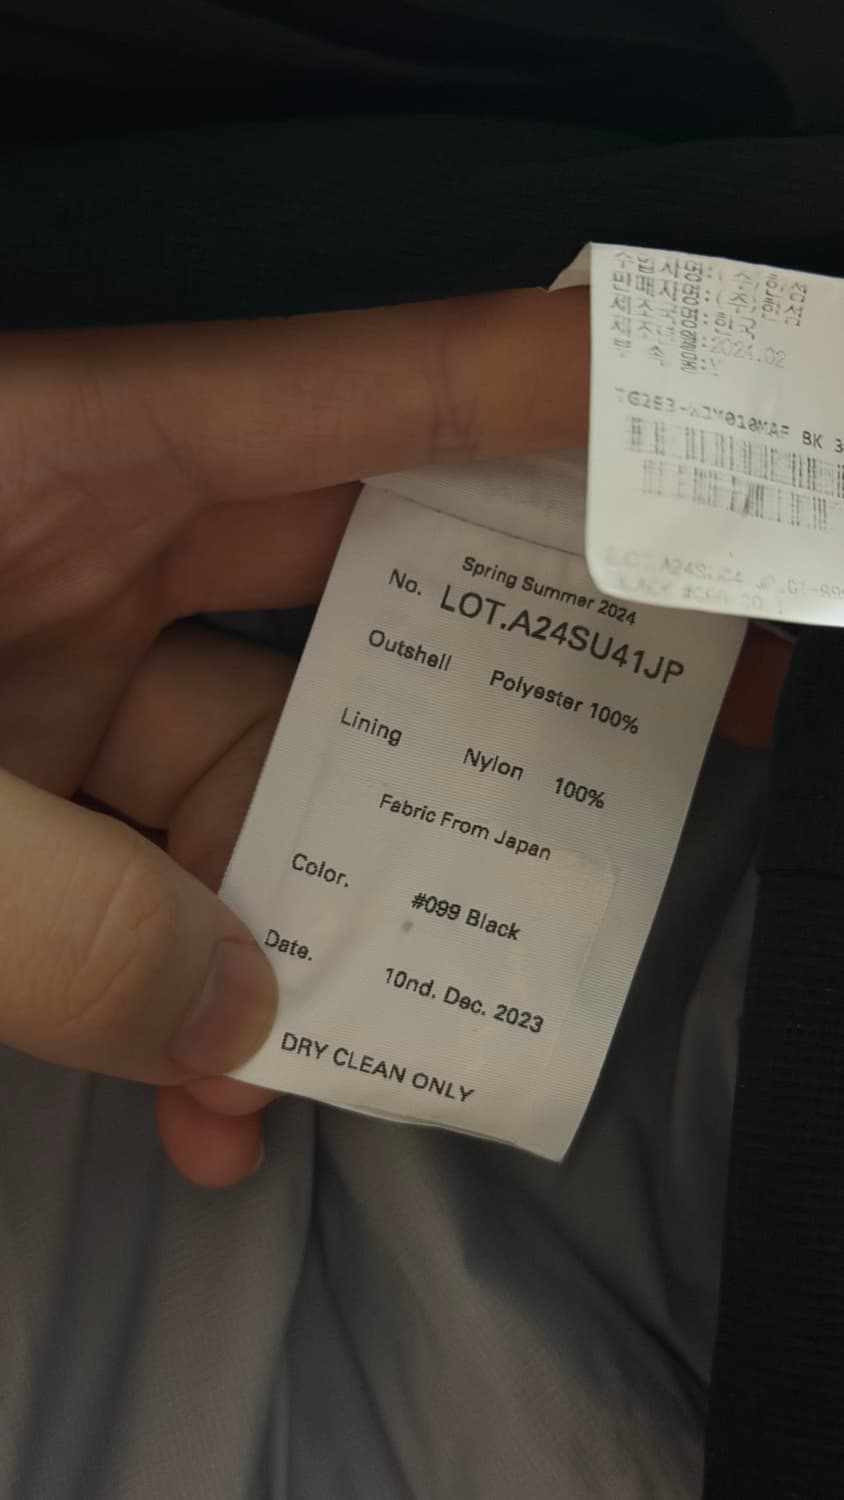 수입자명:(주)한섬
판매자명:(주)한섬
제조국명:한국
제조년월:2024.02
BK
Spring Summer 2024
No. LOT.A24SU41JP
Outshell Polyester 100%
Lining Nylon 100%
Fabric From Japan
Color. #099 Black
Date. 10nd. Dec. 2023
DRY CLEAN ONLY